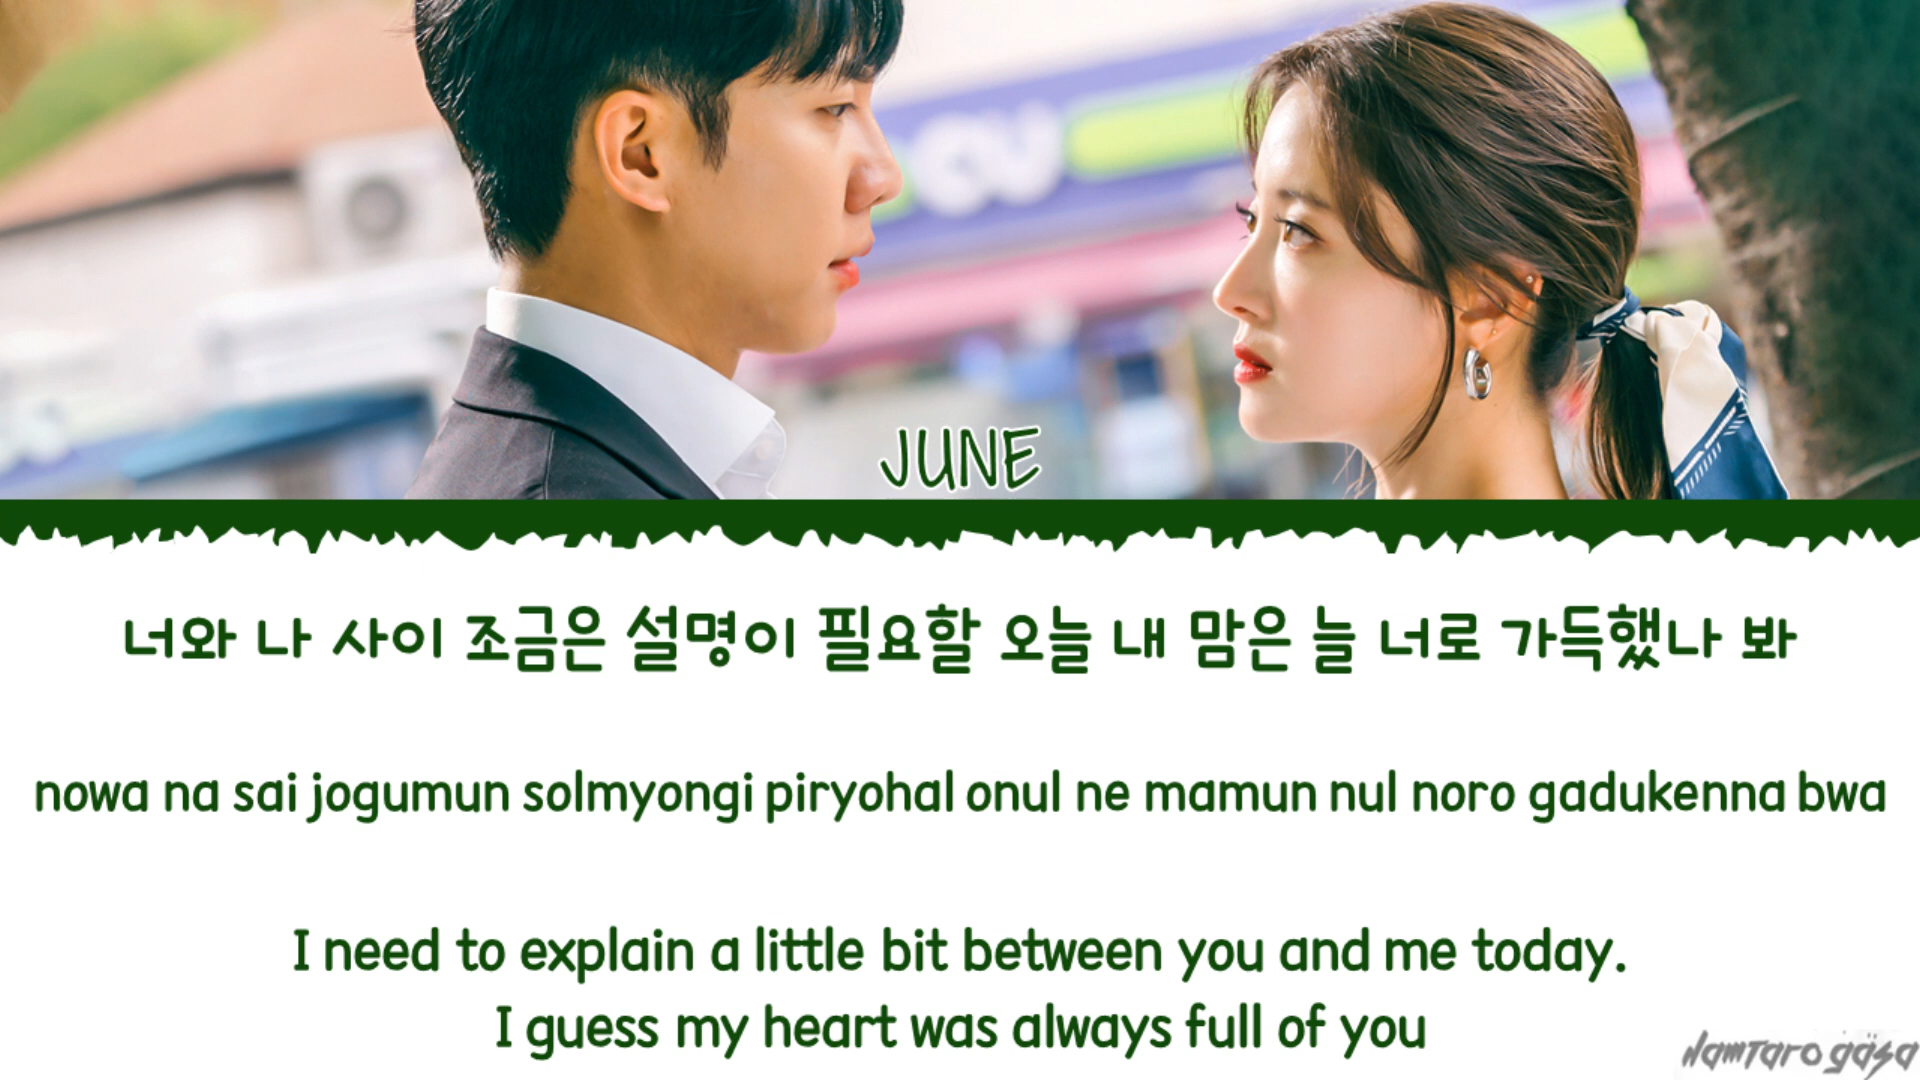 CU
JUNE
너와 나 사이 조금은 설명이 필요할 오늘 내 맘은 늘 너로 가득했나 봐
nowa na sai jogumun solmyongi piryohal onul ne mamun nul noro gadukenna bwa
I need to explain a little bit between you and me today.
I guess my heart was always full of you
Hamtaro gäsa